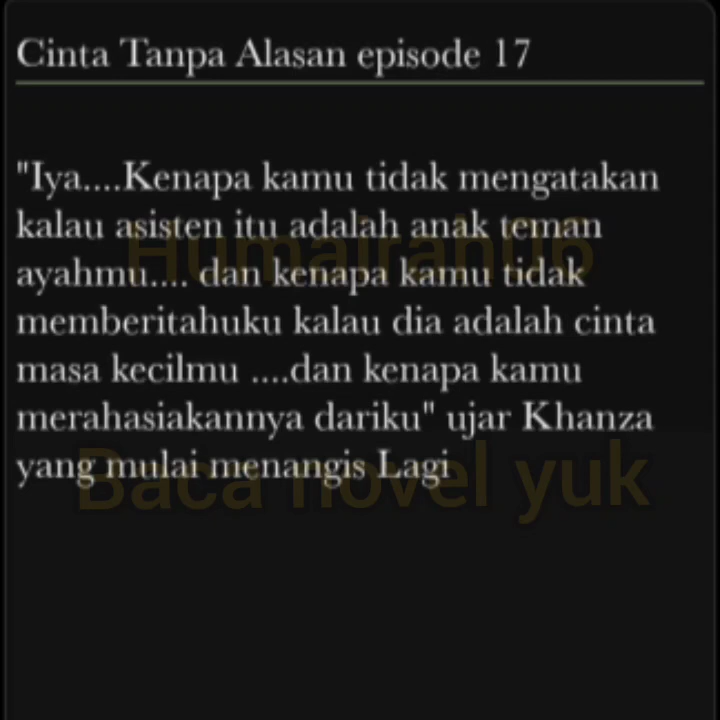 Cinta Tanpa Alasan episode 17
"Iya....Kenapa kamu tidak mengatakan
kalau asisten itu adalah anak teman
Humairah06
ayahmu.... dan kenapa kamu tidak
memberitahuku kalau dia adalah cinta
masa kecilmu ....dan kenapa kamu
merahasiakannya dariku" ujar Khanza
yang mulai menangis Lagi
Baca novel yuk